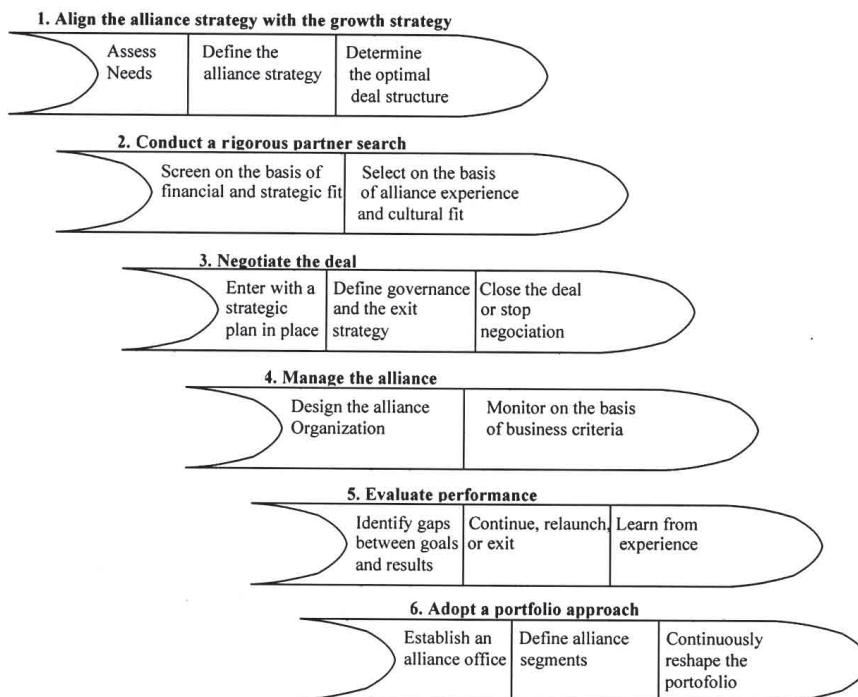 1. Align the alliance strategy with the growth strategy
Assess
Needs
Define the
alliance strategy
Determine
the optimal
deal structure
2. Conduct a rigorous partner search
Screen on the basis of
financial and strategic fit
Select on the basis
of alliance experience
and cultural fit
3. Negotiate the deal
Enter with a
strategic
plan in place
Define governance
and the exit
strategy
Close the deal
or stop
negociation
4. Manage the alliance
Design the alliance
Organization
Monitor on the basis
of business criteria
5. Evaluate performance
Identify gaps
between goals
and results
Continue, relaunch,
or exit
Learn from
experience
6. Adopt a portfolio approach
Establish an
alliance office
Define alliance
segments
Continuously
reshape the
portofolio